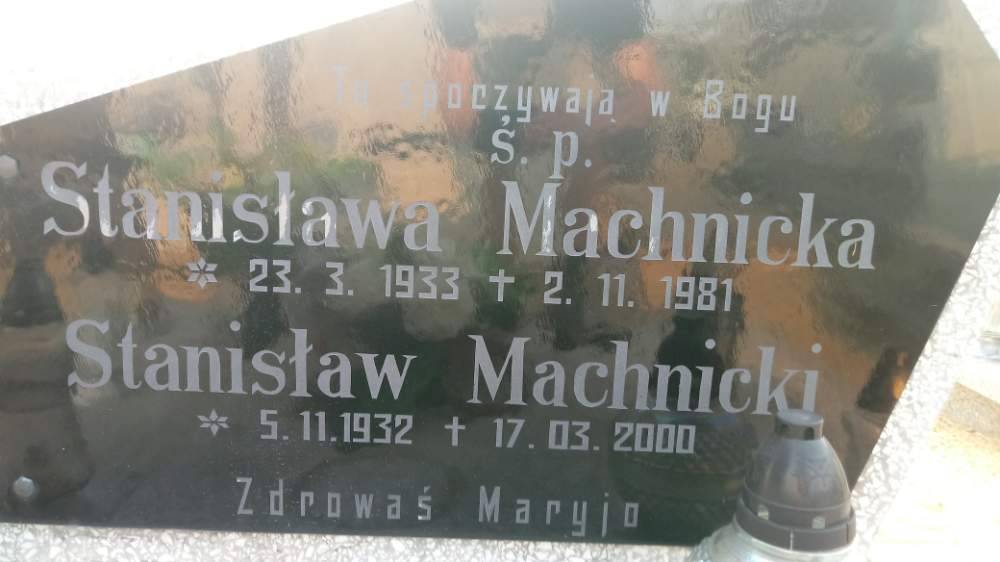 Tu spoczywają w Bogu
Ś. p.
Stanisława Machnicka
* 23. 3. 1933 + 2. 11. 1981
Stanisław Machnicki
* 5. 11. 1932 + 17. 03. 2000
Zdrowaś Maryjo